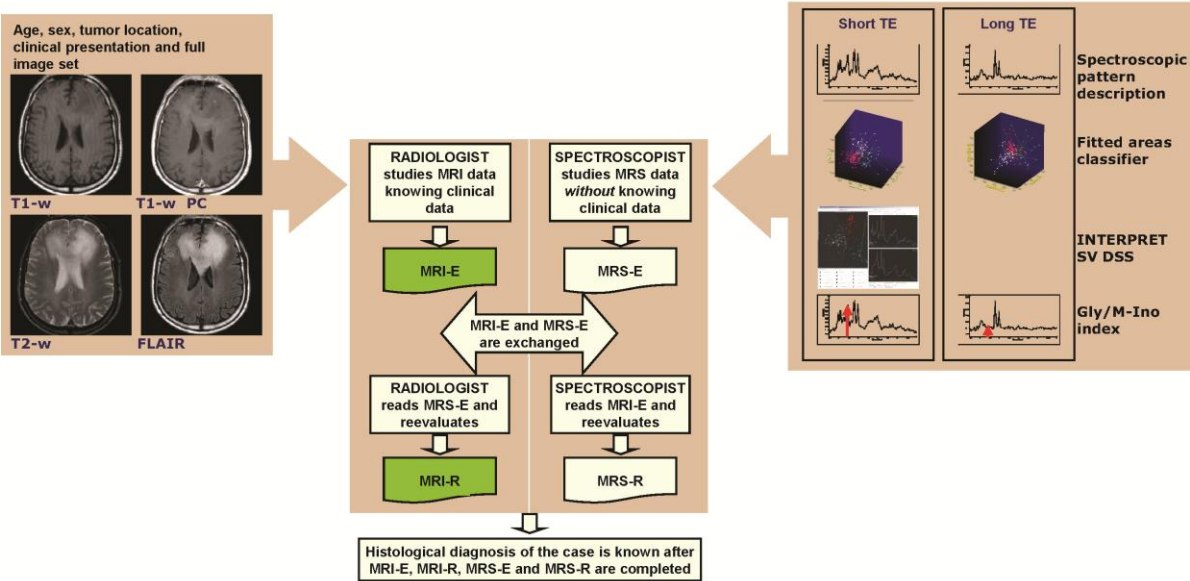 Age, sex, tumor location,
clinical presentation and full
image set
T1-w
T1-w PC
T2-w
FLAIR
RADIOLOGIST
studies MRI data
knowing clinical
data
MRI-E
SPECTROSCOPIST
studies MRS data
without knowing
clinical data
MRS-E
MRI-E and MRS-E
are exchanged
RADIOLOGIST
reads MRS-E and
reevaluates
MRI-R
SPECTROSCOPIST
reads MRI-E and
reevaluates
MRS-R
Histological diagnosis of the case is known after
MRI-E, MRI-R, MRS-E and MRS-R are completed
Short TE
Long TE
Spectroscopic
pattern
description
Fitted areas
classifier
INTERPRET
SV DSS
Gly/M-Ino
index